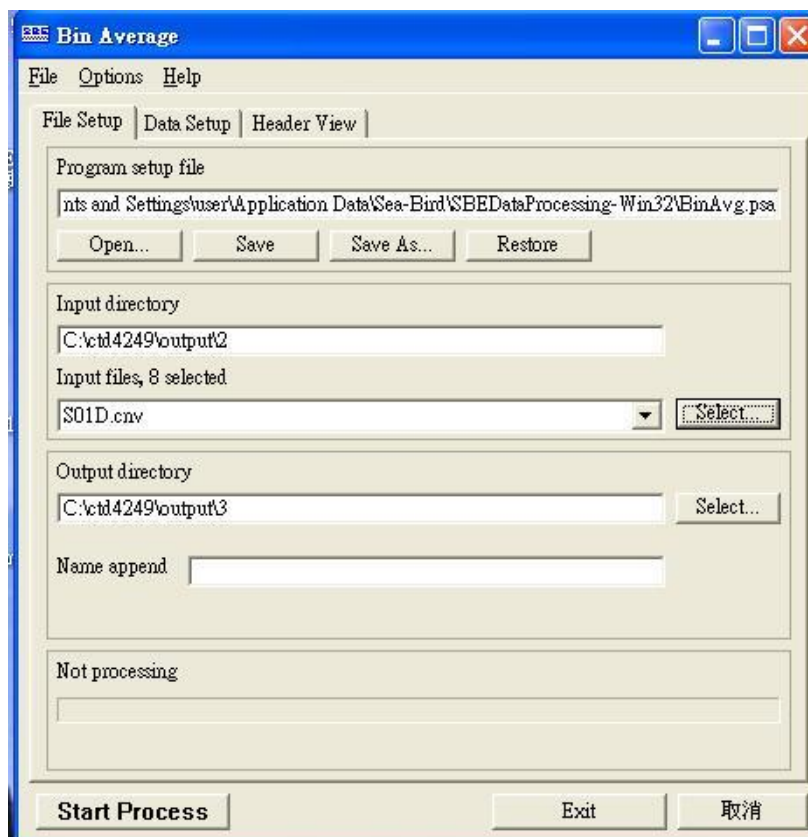 Bin Average
File Options Help
File Setup Data Setup Header View
Program setup file
nts and Settings\user\Application Data\Sea-Bird\SBEDataProcessing-Win32\BinAvg.psa
Open... Save Save As... Restore
Input directory
C:\ctd4249\output\2
Input files, 8 selected
S01D.cnv Select...
Output directory
C:\ctd4249\output\3 Select...
Name append
Not processing
Start Process Exit 取消